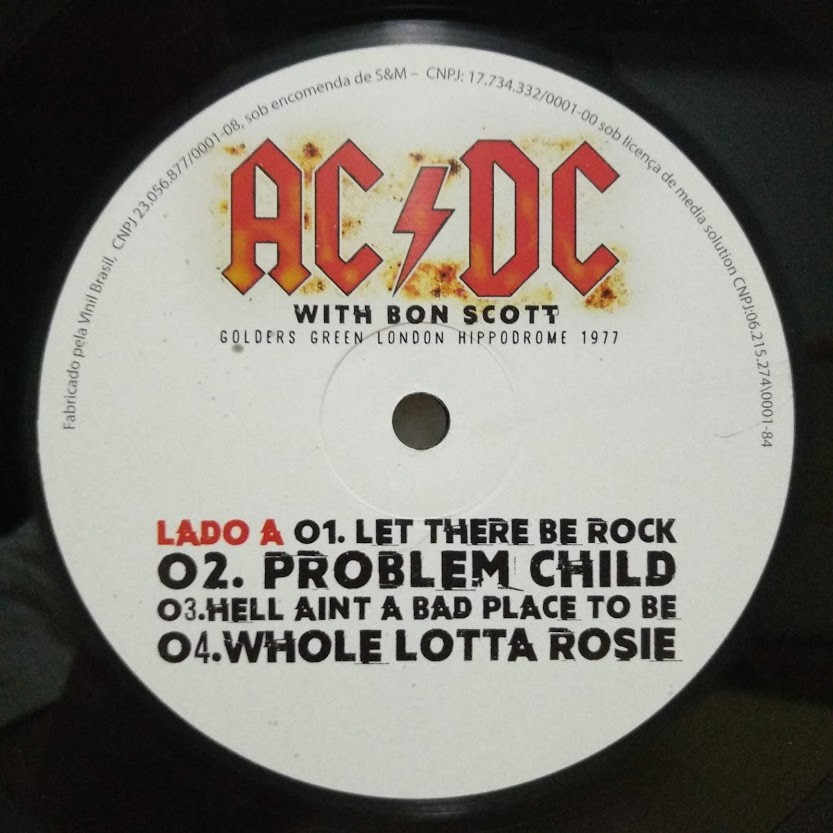 Fabricado pela Vinil Brasil, CNPJ 23.056.877/0001-08, sob encomenda de S&M – CNPJ: 17.734.332/0001-00 sob licença de media solution CNPJ:06.215.274\0001-84
AC DC
WITH BON SCOTT
GOLDERS GREEN LONDON HIPPODROME 1977
LADO A 01. LET THERE BE ROCK
02. PROBLEM CHILD
03.HELL AINT A BAD PLACE TO BE
04.WHOLE LOTTA ROSIE